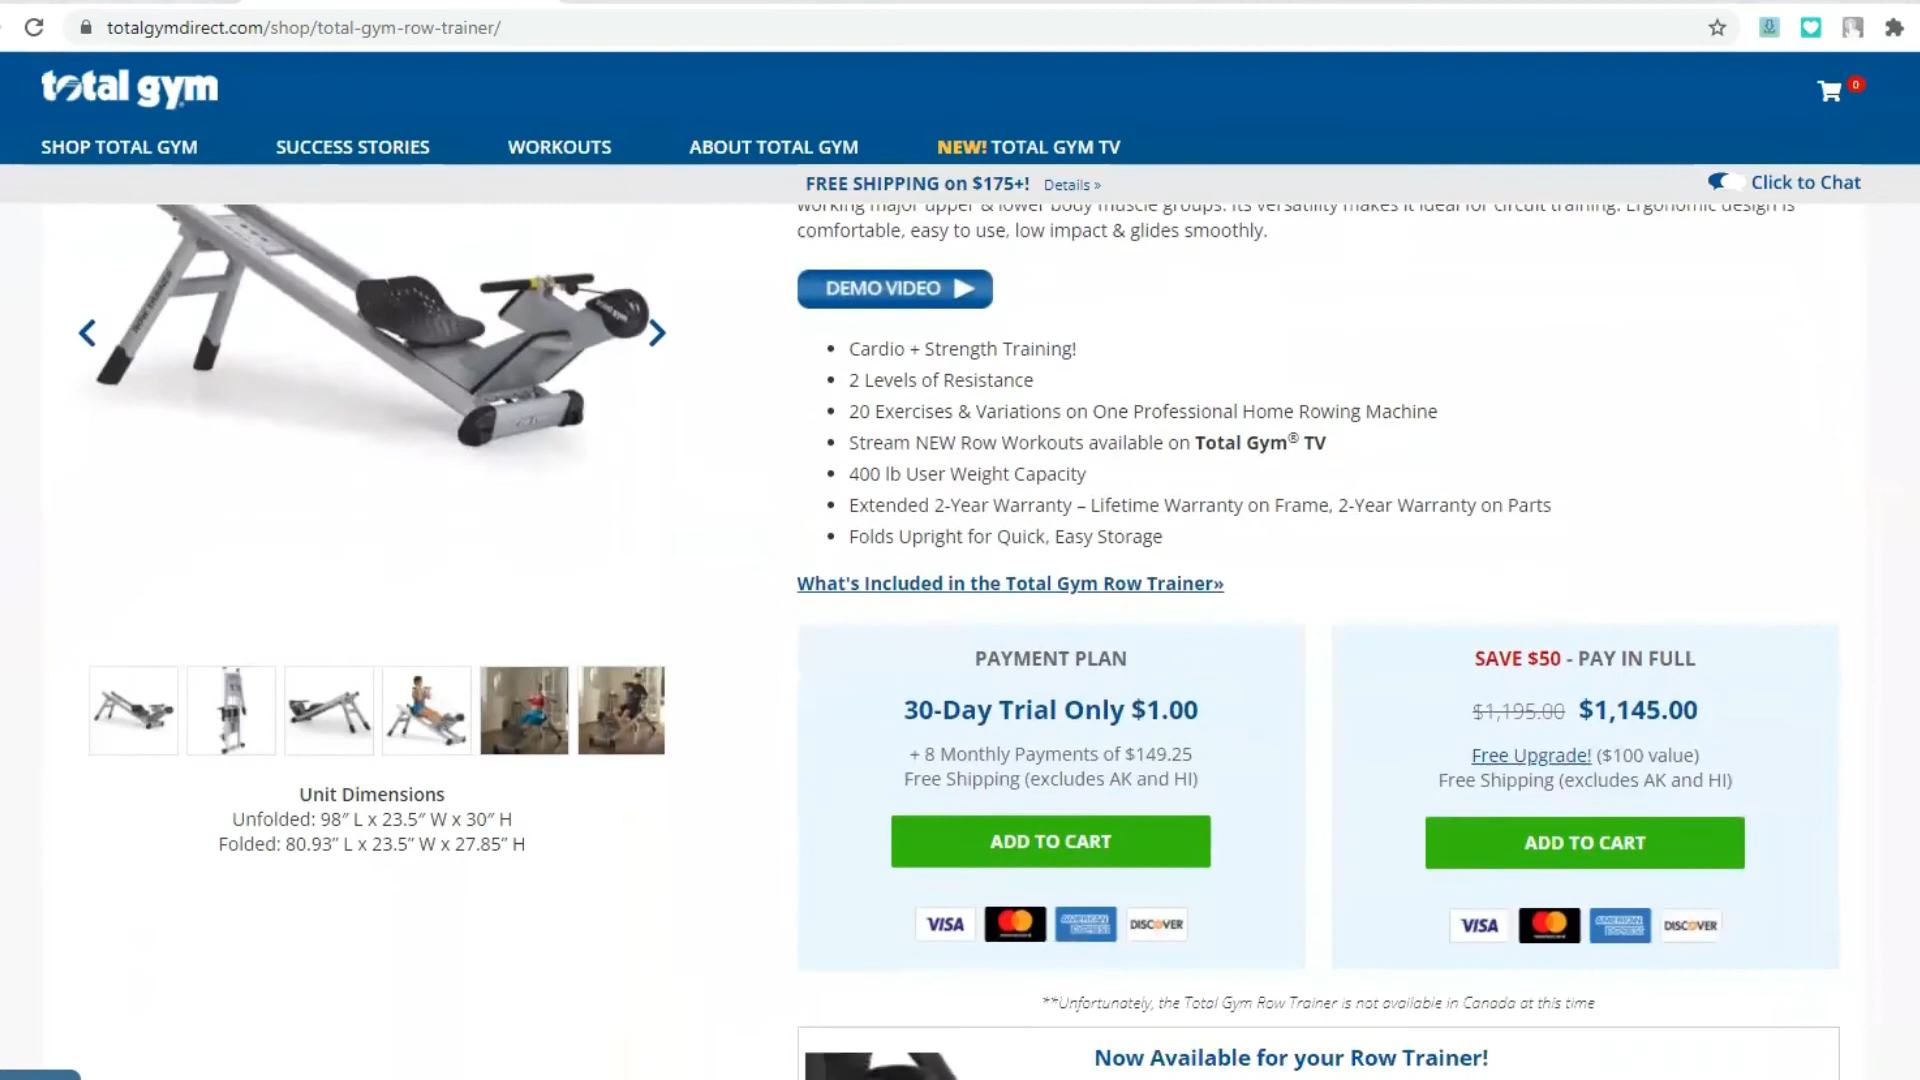 totalgymdirect.com/shop/total-gym-row-trainer/
total gym
0
SHOP TOTAL GYM
SUCCESS STORIES
WORKOUTS
ABOUT TOTAL GYM
NEW! TOTAL GYM TV
FREE SHIPPING on $175+! Details »
Click to Chat
working major upper & lower body muscle groups. Its versatility makes it ideal for circuit training. Ergonomic design is
comfortable, easy to use, low impact & glides smoothly.
DEMO VIDEO
• Cardio + Strength Training!
• 2 Levels of Resistance
• 20 Exercises & Variations on One Professional Home Rowing Machine
• Stream NEW Row Workouts available on Total Gym® TV
• 400 lb User Weight Capacity
• Extended 2-Year Warranty – Lifetime Warranty on Frame, 2-Year Warranty on Parts
• Folds Upright for Quick, Easy Storage
What's Included in the Total Gym Row Trainer»
PAYMENT PLAN
30-Day Trial Only $1.00
+ 8 Monthly Payments of $149.25
Free Shipping (excludes AK and HI)
ADD TO CART
VISA
AMERICAN EXPRESS
DISCOVER
SAVE $50 - PAY IN FULL
$1,195.00 $1,145.00
Free Upgrade! ($100 value)
Free Shipping (excludes AK and HI)
ADD TO CART
VISA
AMERICAN EXPRESS
DISCOVER
Unit Dimensions
Unfolded: 98″ L x 23.5″ W x 30″ H
Folded: 80.93” L x 23.5” W x 27.85” H
**Unfortunately, the Total Gym Row Trainer is not available in Canada at this time
Now Available for your Row Trainer!